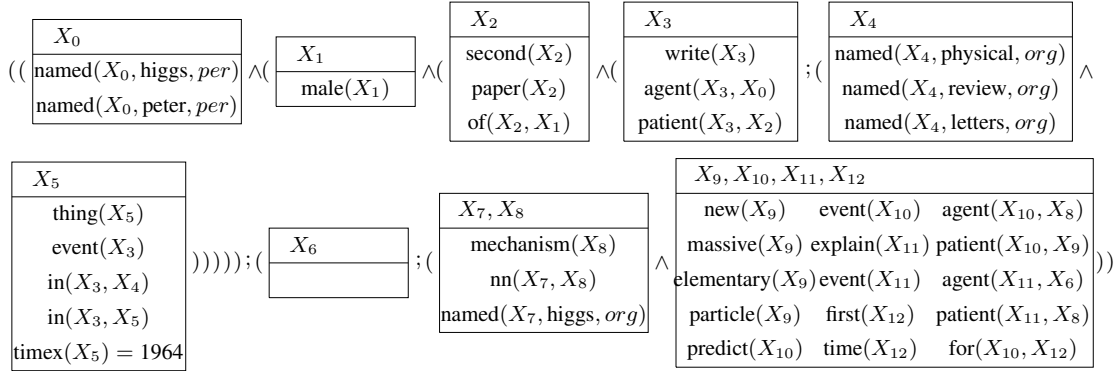 ((
X₀
named(X₀, higgs, per)
named(X₀, peter, per)
∧(
X₁
male(X₁)
∧(
X₂
second(X₂)
paper(X₂)
of(X₂, X₁)
∧(
X₃
write(X₃)
agent(X₃, X₀)
patient(X₃, X₂)
;(
X₄
named(X₄, physical, org)
named(X₄, review, org)
named(X₄, letters, org)
∧
X₅
thing(X₅)
event(X₃)
in(X₃, X₄)
in(X₃, X₅)
timex(X₅) = 1964
)))));(
X₆
;(
X₇, X₈
mechanism(X₈)
nn(X₇, X₈)
named(X₇, higgs, org)
∧
X₉, X₁₀, X₁₁, X₁₂
new(X₉) event(X₁₀) agent(X₁₀, X₈)
massive(X₉) explain(X₁₁) patient(X₁₀, X₉)
elementary(X₉) event(X₁₁) agent(X₁₁, X₆)
particle(X₉) first(X₁₂) patient(X₁₁, X₈)
predict(X₁₀) time(X₁₂) for(X₁₀, X₁₂)
))